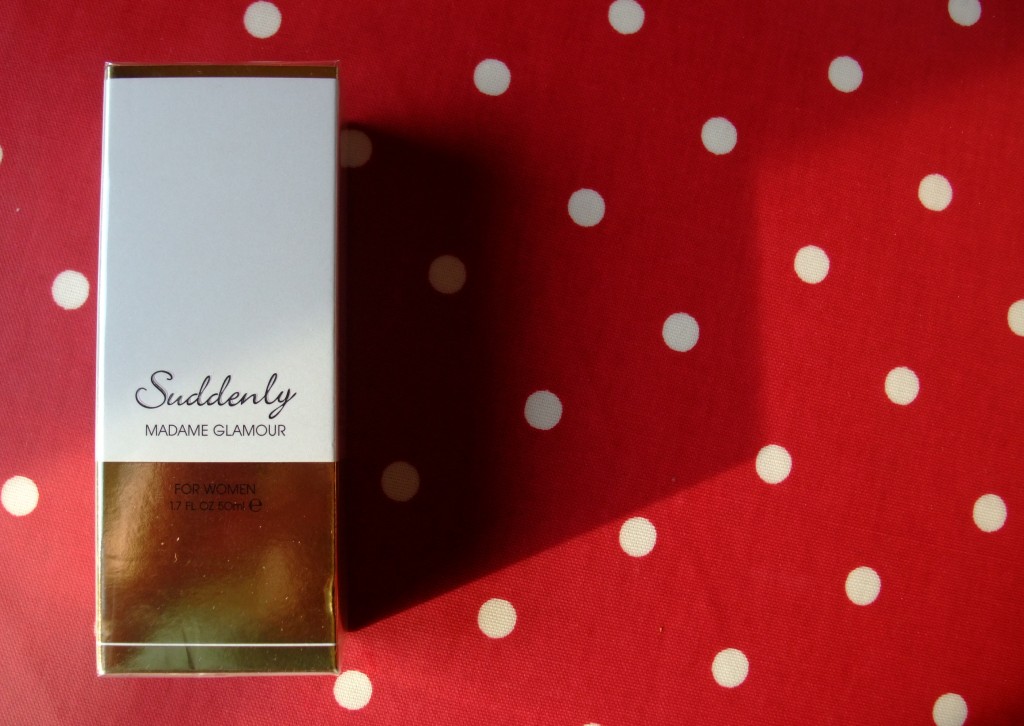 Suddenly
MADAME GLAMOUR
FOR WOMEN
1.7 FL OZ 50ml ℮